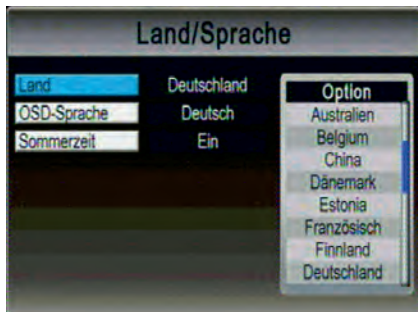 Land/Sprache
Land Deutschland
OSD-Sprache Deutsch
Sommerzeit Ein
Option
Australien
Belgium
China
Dänemark
Estonia
Französisch
Finnland
Deutschland